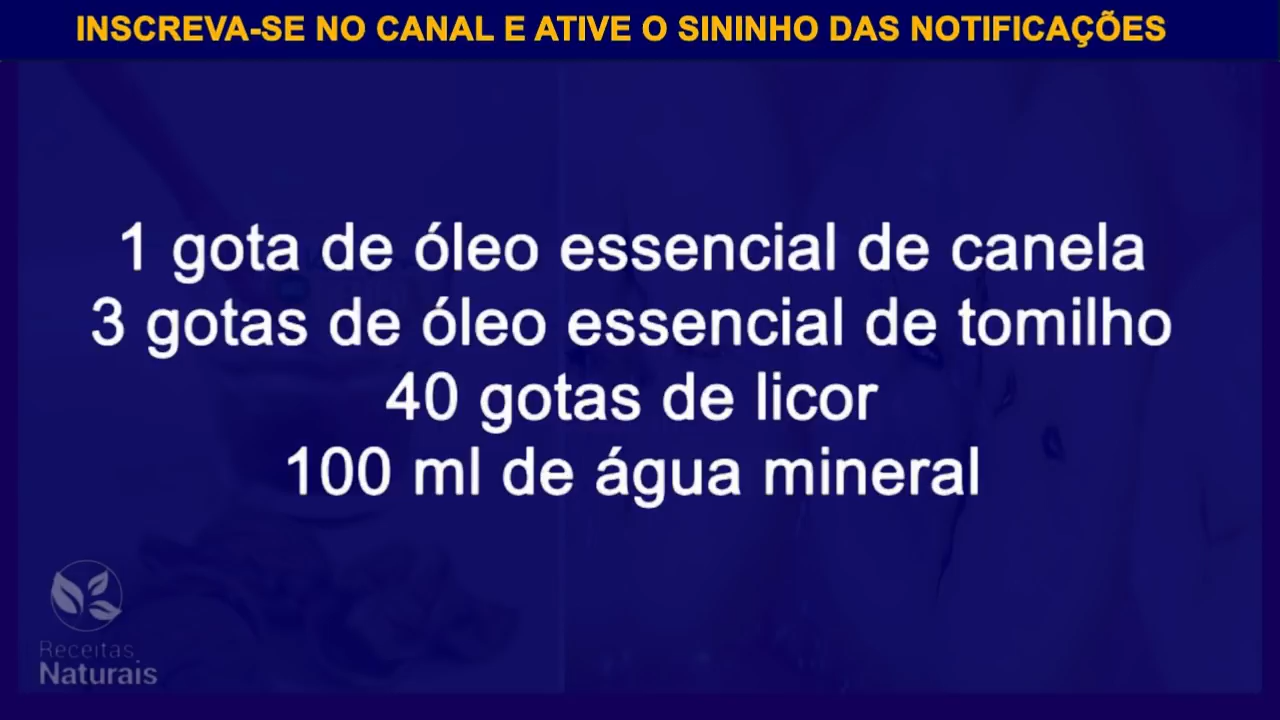 INSCREVA-SE NO CANAL E ATIVE O SININHO DAS NOTIFICAÇÕES
1 gota de óleo essencial de canela
3 gotas de óleo essencial de tomilho
40 gotas de licor
100 ml de água mineral
Receitas
Naturais